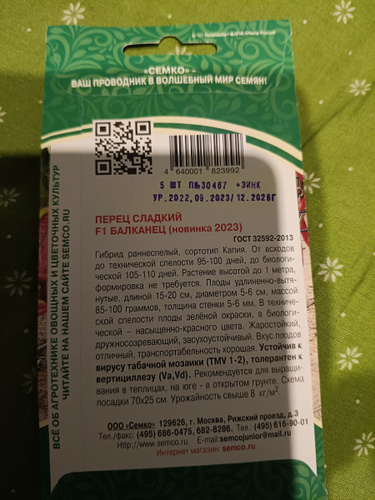 «СЕМКО» -
ВАШ ПРОВОДНИК В ВОЛШЕБНЫЙ МИР СЕМЯН!
4 640001 823992
5 ШТ П№30467 *ЗИНК
УР.2022,09.2023/12.2026Г
ПЕРЕЦ СЛАДКИЙ
F1 БАЛКАНЕЦ (новинка 2023)
ГОСТ 32592-2013
Гибрид раннеспелый, сортотип Капия. От всходов
до технической спелости 95-100 дней, до биологи-
ческой 105-110 дней. Растение высотой до 1 метра,
формировка не требуется. Плоды удлиненно-вытя-
нутые, длиной 15-20 см, диаметром 5-6 см, массой
85-100 граммов, толщина стенки 5-6 мм. В техничес-
кой спелости плоды зелёной окраски, в биологи-
ческой – насыщенно-красного цвета. Жаростойкий,
дружносозревающий, засухоустойчивый. Вкус плодов
отличный, транспортабельность хорошая. Устойчив к
вирусу табачной мозаики (TMV 1-2), толерантен к
вертициллезу (Va,Vd). Рекомендуется для выращи-
вания в теплицах, на юге - в открытом грунте. Схема
посадки 70х25 см. Урожайность свыше 8 кг/м².
ООО «Семко» 129626, г. Москва, Рижский проезд, д.3
Тел./факс: (495) 686-0475, 682-8286. Тел.: (495) 616-90-01
E-mail: semcojunior@mail.ru
Интернет магазин: semco.ru
ВСЁ ОБ АГРОТЕХНИКЕ ОВОЩНЫХ И ЦВЕТОЧНЫХ КУЛЬТУР
ЧИТАЙТЕ НА НАШЕМ САЙТЕ SEMCO.RU